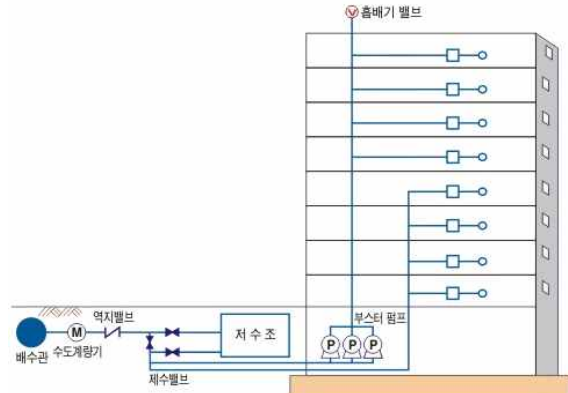 흡배기 밸브
부스터 펌프
역지밸브
M
저 수 조
P P P
배수관
수도계량기
제수밸브